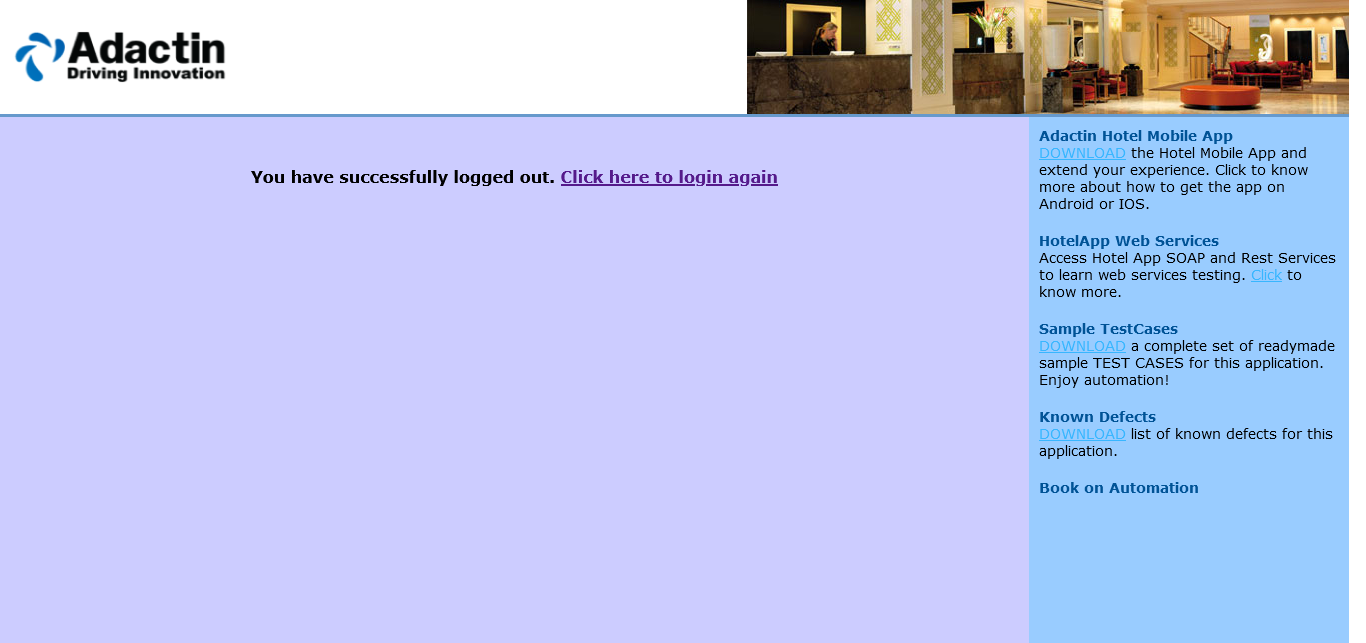 Adactin
Driving Innovation
You have successfully logged out. Click here to login again
Adactin Hotel Mobile App
DOWNLOAD the Hotel Mobile App and
extend your experience. Click to know
more about how to get the app on
Android or IOS.
HotelApp Web Services
Access Hotel App SOAP and Rest Services
to learn web services testing. Click to
know more.
Sample TestCases
DOWNLOAD a complete set of readymade
sample TEST CASES for this application.
Enjoy automation!
Known Defects
DOWNLOAD list of known defects for this
application.
Book on Automation